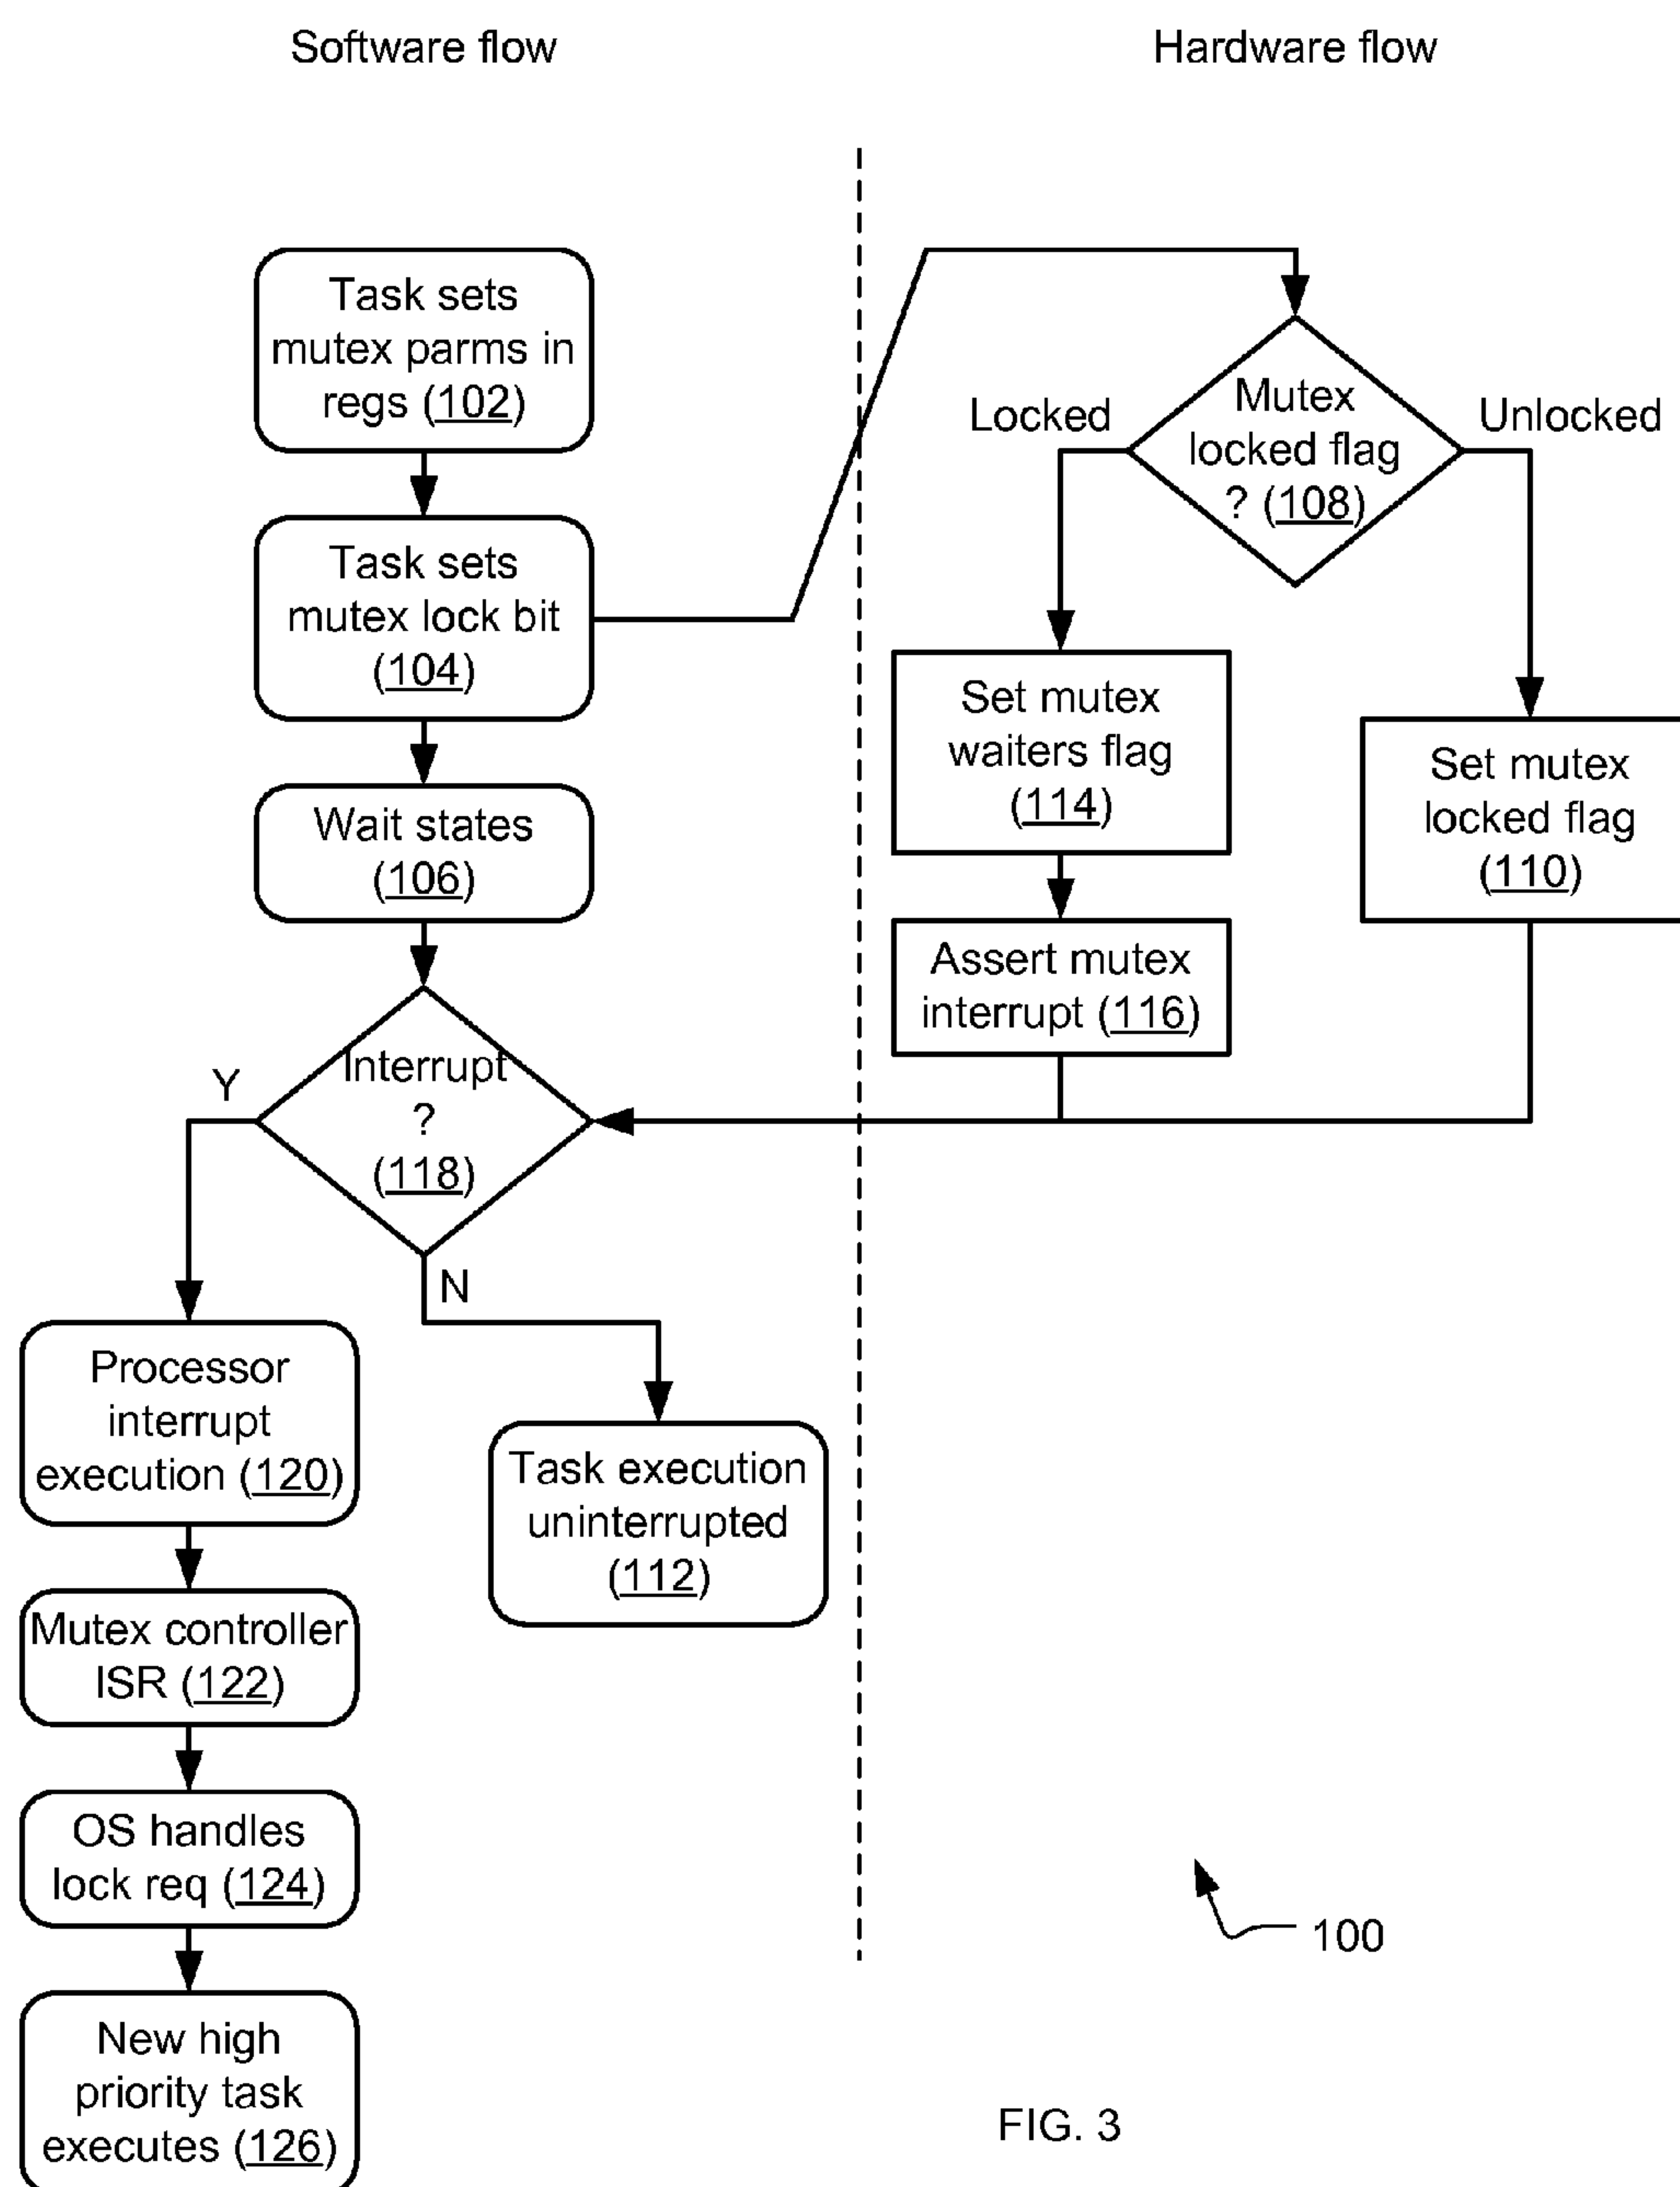 Software flow
Hardware flow
Task sets
mutex parms in
regs (102)
Task sets
mutex lock bit
(104)
Wait states
(106)
Interrupt
?
(118)
Y
N
Processor
interrupt
execution (120)
Mutex controller
ISR (122)
OS handles
lock req (124)
New high
priority task
executes (126)
Task execution
uninterrupted
(112)
Mutex
locked flag
? (108)
Locked
Unlocked
Set mutex
waiters flag
(114)
Assert mutex
interrupt (116)
Set mutex
locked flag
(110)
100
FIG. 3